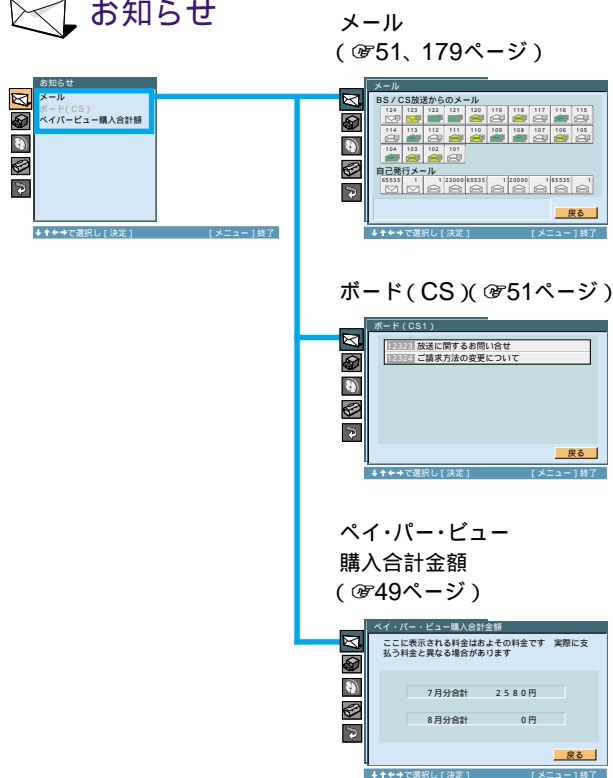 お知らせ
お知らせ
メール
ボード(CS)
ペイパービュー購入合計額
↓↑←→で選択し[決定] [メニュー]終了
メール
(☞51、179ページ)
メール
BS/CS放送からのメール
124 123 122 121 120 119 118 117 116 115
114 113 112 111 110 109 108 107 106 105
104 103 102 101
自己発行メール
65535 1 1 22000 65535 1 20000 1 65535 1
戻る
↓↑←→で選択し[決定] [メニュー]終了
ボード(CS)(☞51ページ)
ボード(CS1)
12323 放送に関するお問い合せ
12324 ご請求方法の変更について
戻る
↓↑←→で選択し[決定] [メニュー]終了
ペイ・パー・ビュー
購入合計金額
(☞49ページ)
ペイ・パー・ビュー購入合計金額
ここに表示される料金はおよその料金です 実際に支
払う料金と異なる場合があります
7月分合計 2580円
8月分合計 0円
戻る
↓↑←→で選択し[決定] [メニュー]終了